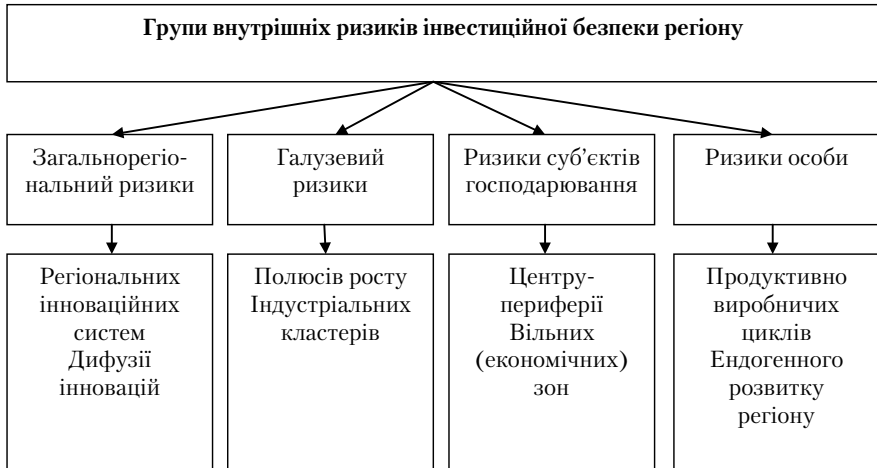 Групи внутрішніх ризиків інвестиційної безпеки регіону
Загальнорегіо-
нальний ризики
Галузевий
ризики
Ризики суб’єктів
господарювання
Ризики особи
Регіональних
інноваційних
систем
Дифузії
інновацій
Полюсів росту
Індустріальних
кластерів
Центру-
периферії
Вільних
(економічних)
зон
Продуктивно
виробничих
циклів
Ендогенного
розвитку
регіону